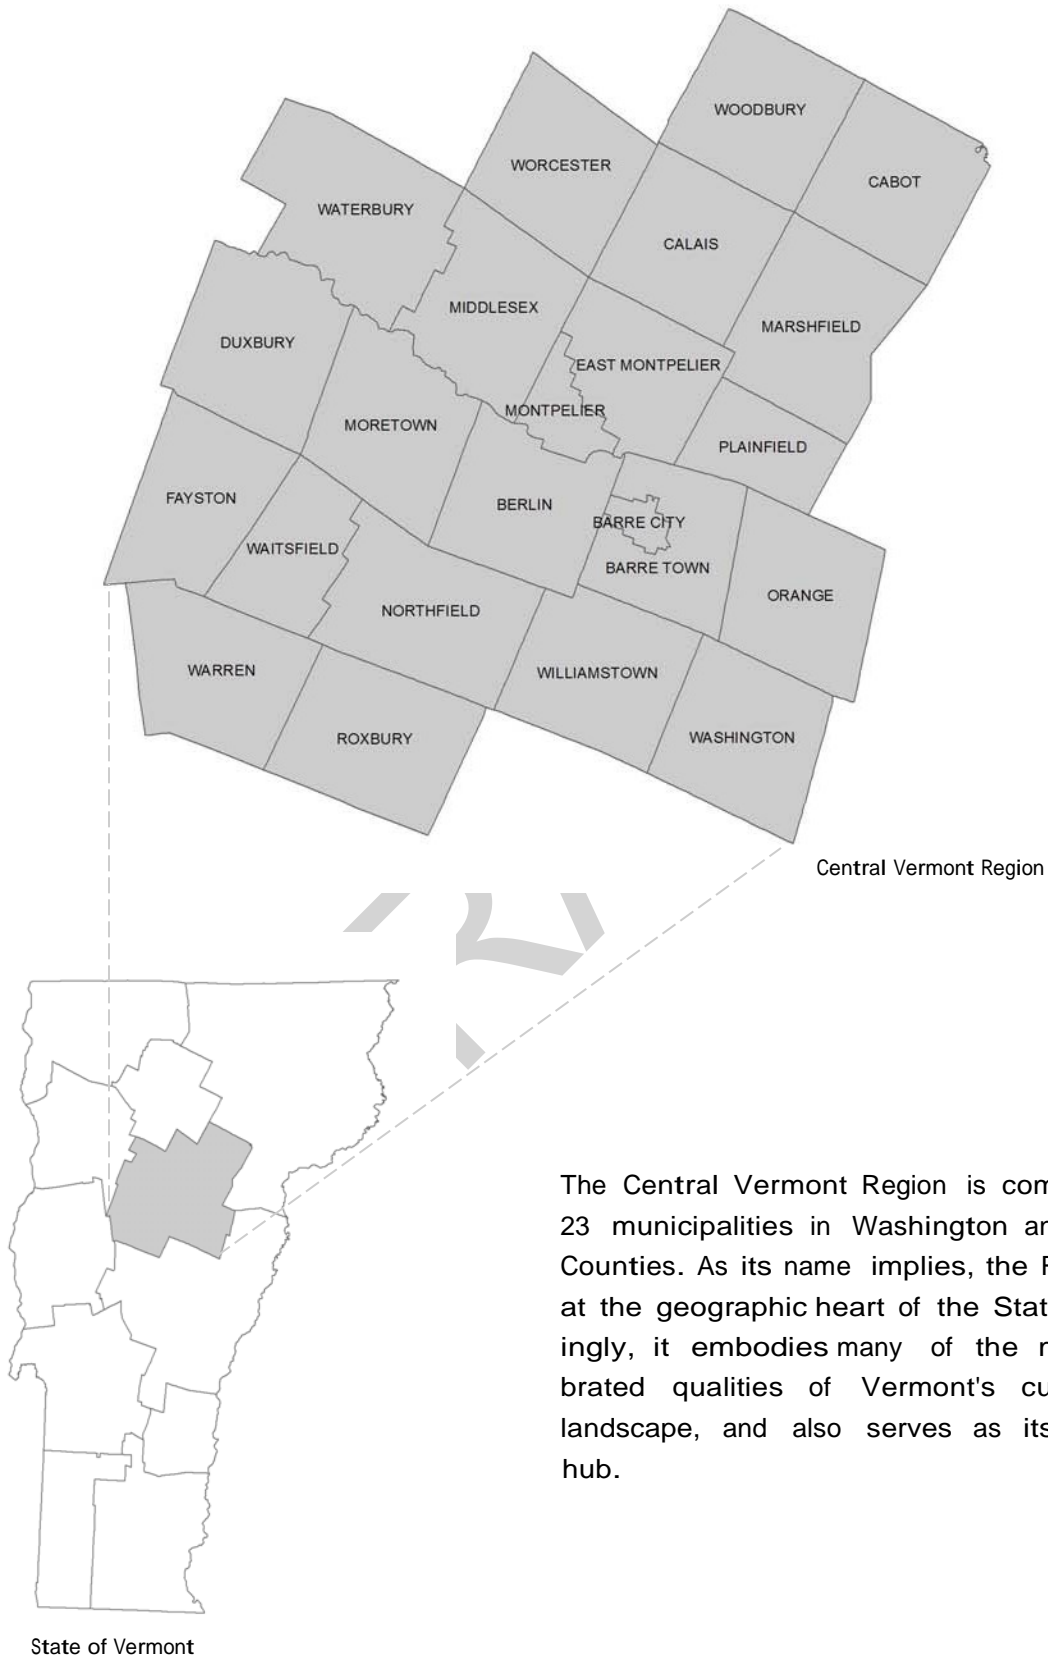 WOODBURY
WORCESTER
CABOT
WATERBURY
CALAIS
MIDDLESEX
MARSHFIELD
DUXBURY
EAST MONTPELIER
MONTPELIER
MORETOWN
PLAINFIELD
FAYSTON
BERLIN
BARRE CITY
WAITSFIELD
BARRE TOWN
ORANGE
NORTHFIELD
WARREN
WILLIAMSTOWN
ROXBURY
WASHINGTON
Central Vermont Region
The Central Vermont Region is com
23 municipalities in Washington an
Counties. As its name implies, the
at the geographic heart of the Stat
ingly, it embodies many of the
brated qualities of Vermont's cu
landscape, and also serves as its
hub.
State of Vermont